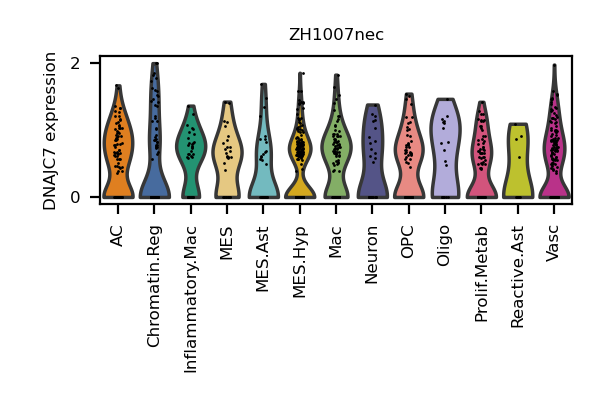 ZH1007nec
DNAJC7 expression
2
0
AC
Chromatin.Reg
Inflammatory.Mac
MES
MES.Ast
MES.Hyp
Mac
Neuron
OPC
Oligo
Prolif.Metab
Reactive.Ast
Vasc